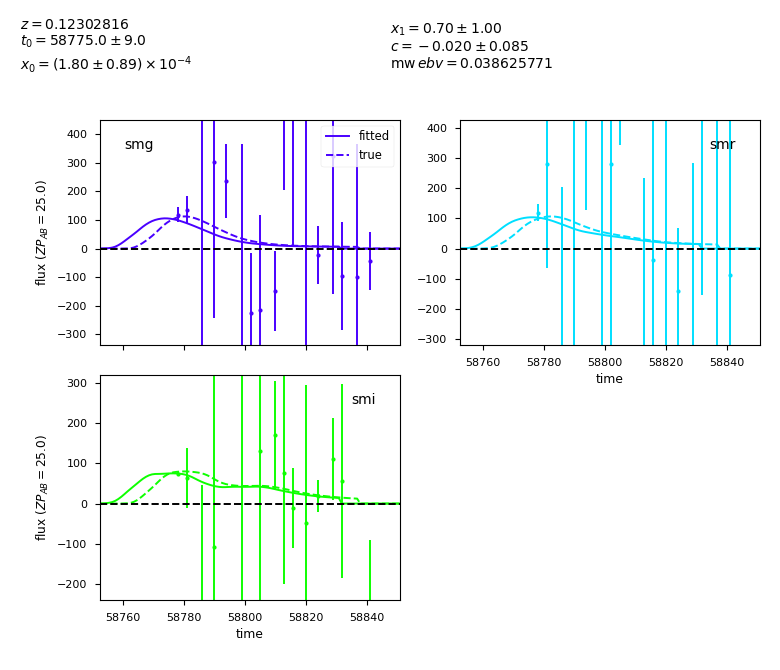 z = 0.12302816
t₀ = 58775.0 ± 9.0
x₀ = (1.80 ± 0.89) × 10⁻⁴
x₁ = 0.70 ± 1.00
c = −0.020 ± 0.085
mw ebv = 0.038625771
smg
fitted
true
400
300
200
100
0
−100
−200
−300
flux (ZP_AB = 25.0)
smr
400
300
200
100
0
−100
−200
−300
58760 58780 58800 58820 58840
time
smi
300
200
100
0
−100
−200
flux (ZP_AB = 25.0)
58760 58780 58800 58820 58840
time